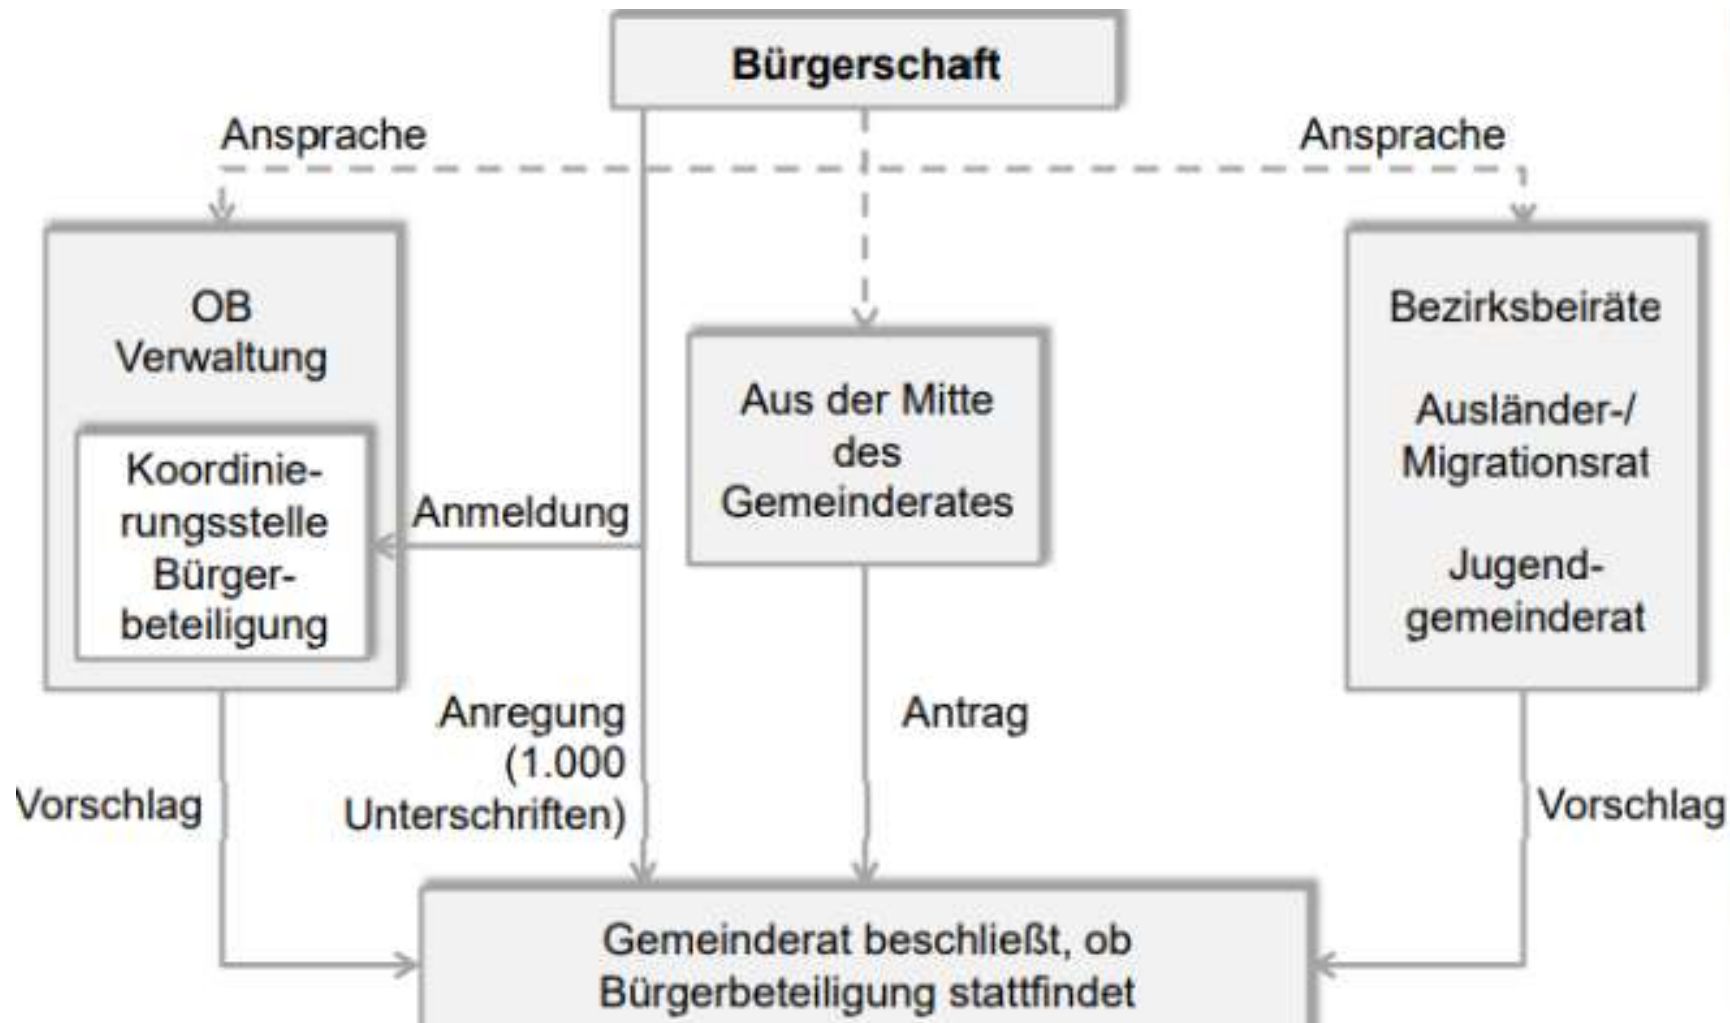 Bürgerschaft
Ansprache
Ansprache
OB
Verwaltung
Koordinie-
rungsstelle
Bürger-
beteiligung
Anmeldung
Aus der Mitte
des
Gemeinderates
Bezirksbeiräte
Ausländer-/
Migrationsrat
Jugend-
gemeinderat
Vorschlag
Anregung
(1.000
Unterschriften)
Antrag
Vorschlag
Gemeinderat beschließt, ob
Bürgerbeteiligung stattfindet